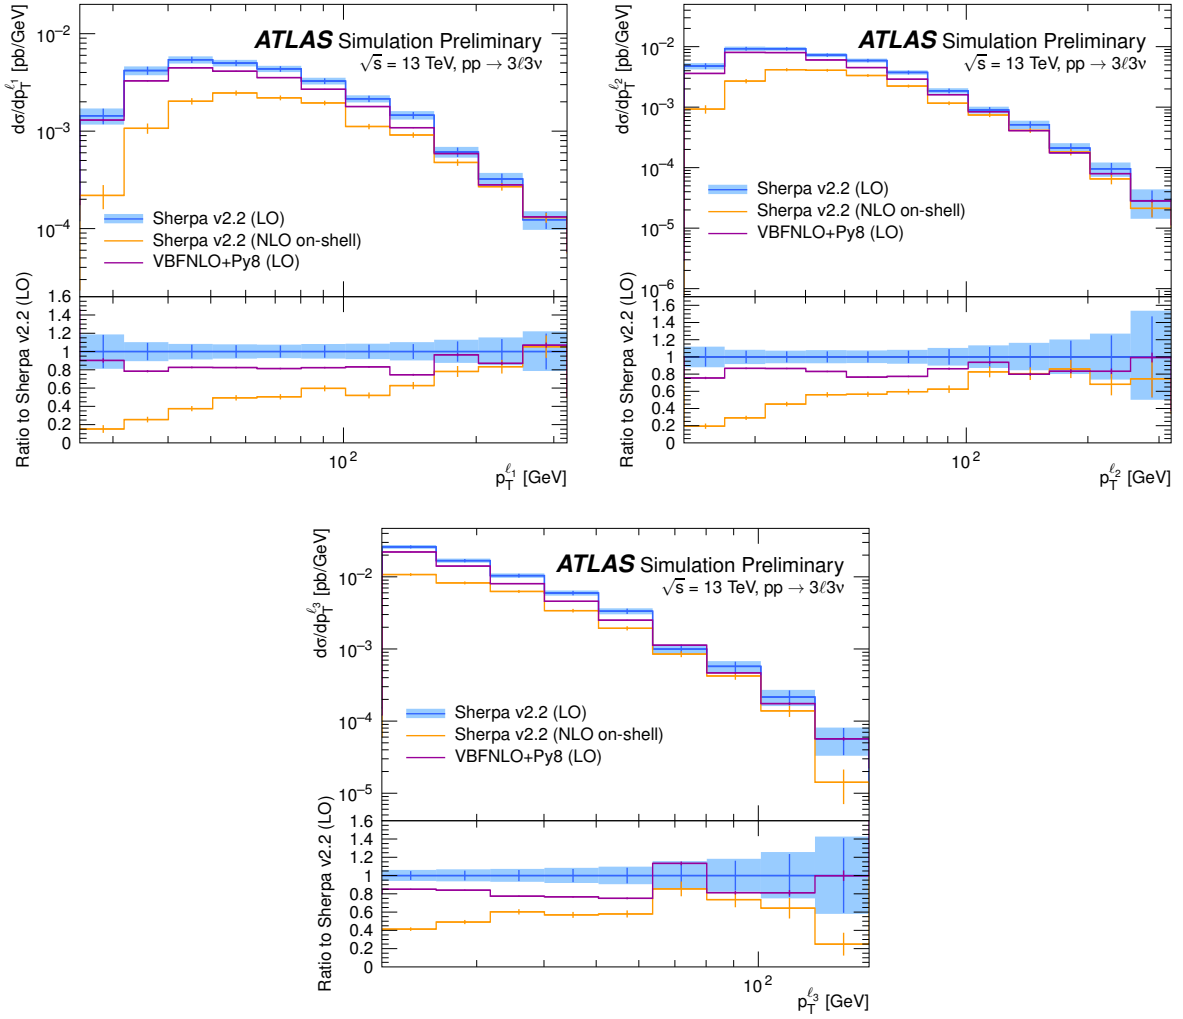 dσ/dp_T^{ℓ₁} [pb/GeV]
10⁻²
10⁻³
10⁻⁴
ATLAS Simulation Preliminary
√s = 13 TeV, pp → 3ℓ3ν
Sherpa v2.2 (LO)
Sherpa v2.2 (NLO on-shell)
VBFNLO+Py8 (LO)
Ratio to Sherpa v2.2 (LO)
1.6
1.4
1.2
1
0.8
0.6
0.4
0.2
0
10²
p_T^{ℓ₁} [GeV]
dσ/dp_T^{ℓ₂} [pb/GeV]
10⁻²
10⁻³
10⁻⁴
10⁻⁵
10⁻⁶
ATLAS Simulation Preliminary
√s = 13 TeV, pp → 3ℓ3ν
Sherpa v2.2 (LO)
Sherpa v2.2 (NLO on-shell)
VBFNLO+Py8 (LO)
Ratio to Sherpa v2.2 (LO)
1.6
1.4
1.2
1
0.8
0.6
0.4
0.2
0
10²
p_T^{ℓ₂} [GeV]
dσ/dp_T^{ℓ₃} [pb/GeV]
10⁻²
10⁻³
10⁻⁴
10⁻⁵
ATLAS Simulation Preliminary
√s = 13 TeV, pp → 3ℓ3ν
Sherpa v2.2 (LO)
Sherpa v2.2 (NLO on-shell)
VBFNLO+Py8 (LO)
Ratio to Sherpa v2.2 (LO)
1.6
1.4
1.2
1
0.8
0.6
0.4
0.2
0
10²
p_T^{ℓ₃} [GeV]